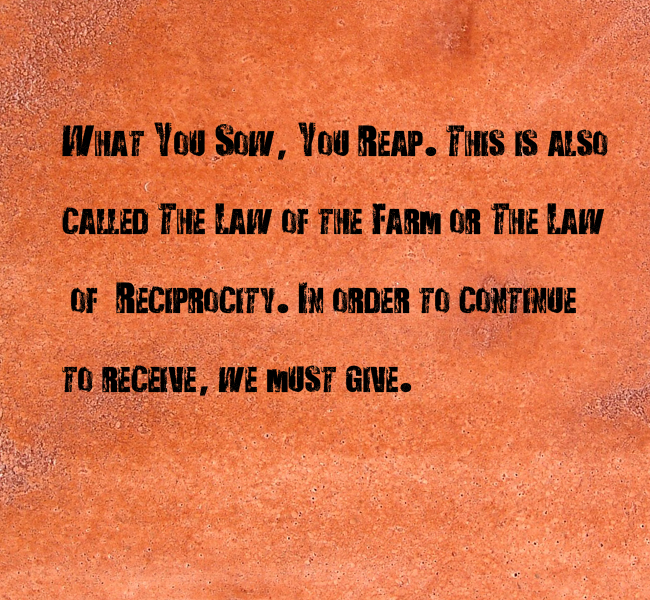 What You Sow, You Reap. This is also
called The Law of the Farm or The Law
of Reciprocity. In order to continue
to receive, we must give.